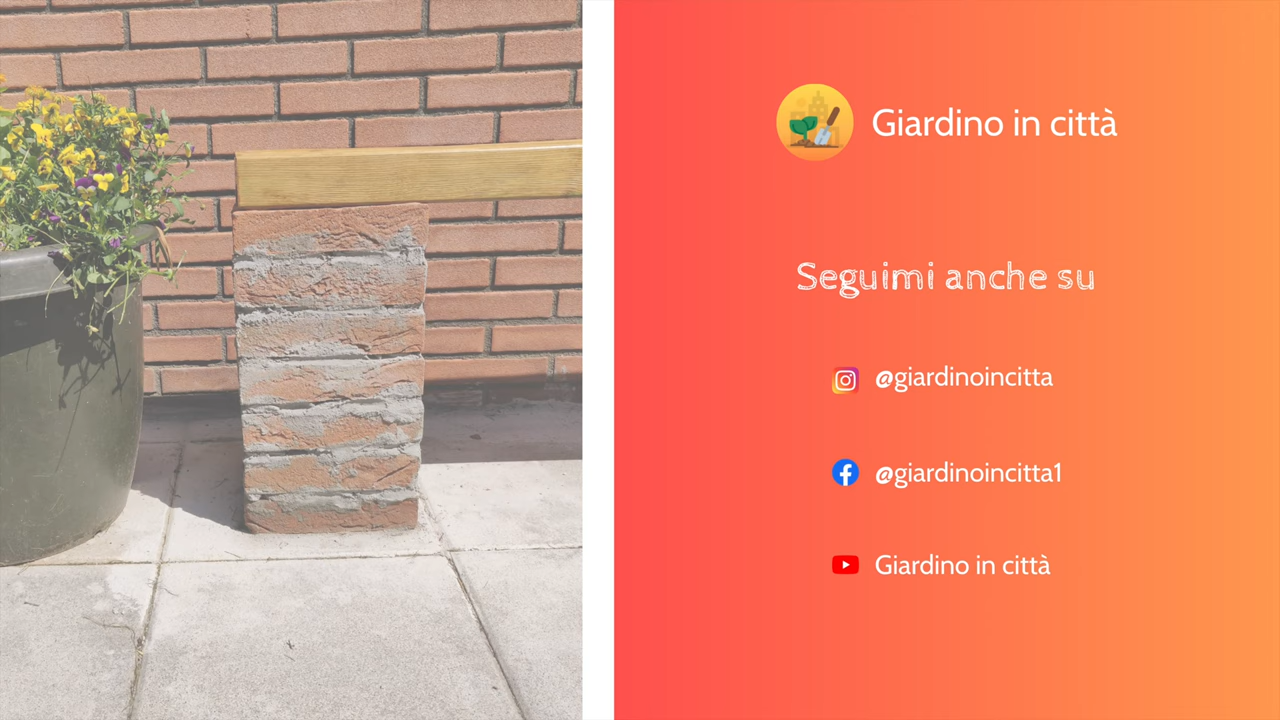 Giardino in città
Seguimi anche su
@giardinoincitta
@giardinoincitta1
Giardino in città